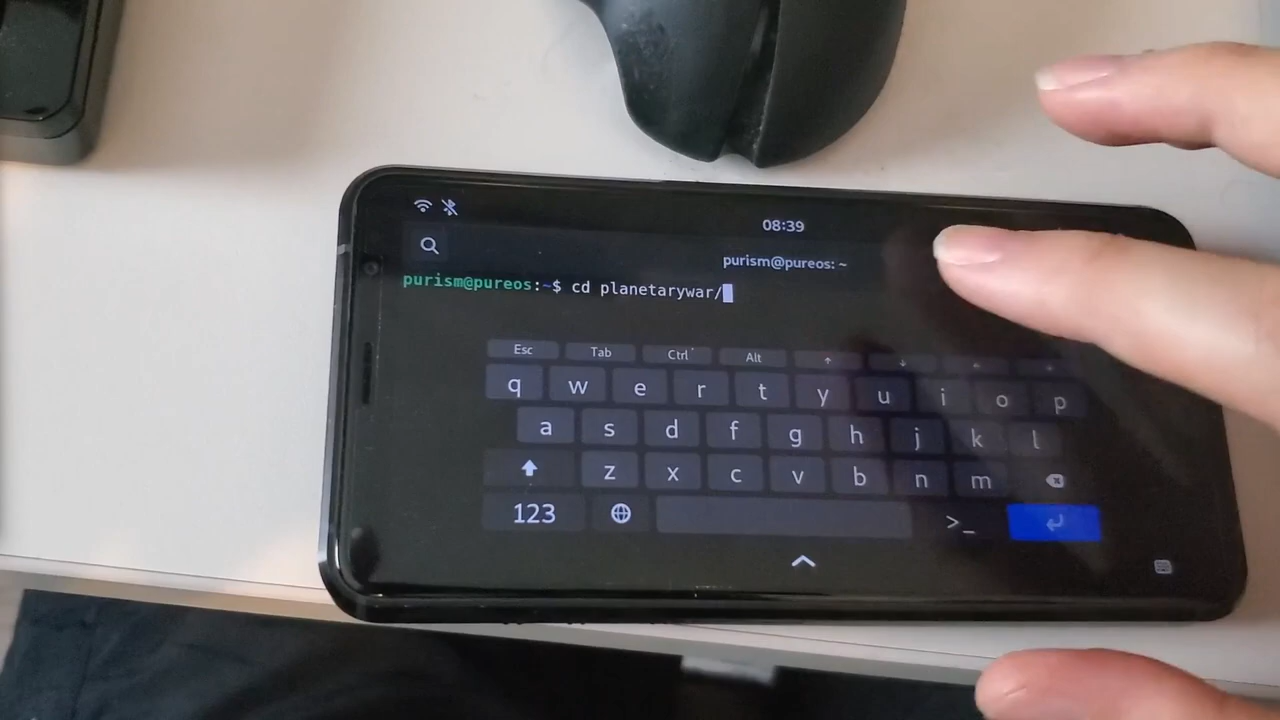 08:39
purism@pureos: ~
purism@pureos:~$ cd planetarywar/
Esc Tab Ctrl Alt
q w e r t y u i o p
a s d f g h j k l
z x c v b n m
123 >_